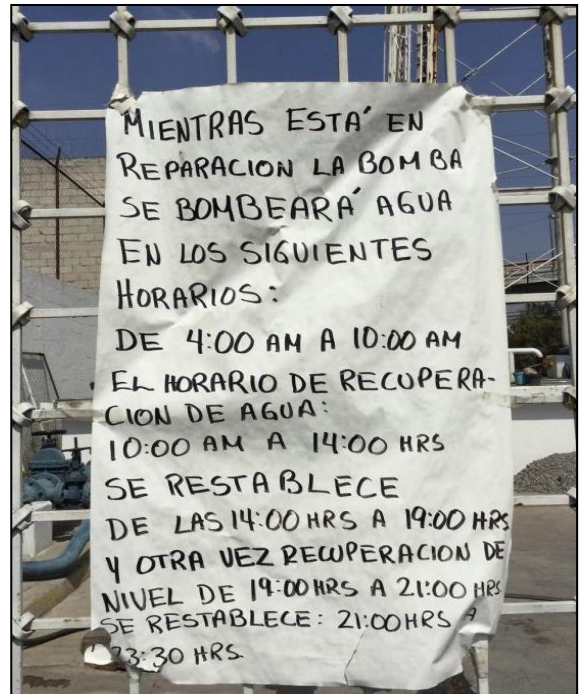 MIENTRAS ESTÁ EN
REPARACION LA BOMBA
SE BOMBEARÁ AGUA
EN LOS SIGUIENTES
HORARIOS:
DE 4:00 AM A 10:00 AM
EL HORARIO DE RECUPERA-
CION DE AGUA:
10:00 AM A 14:00 HRS
SE RESTABLECE
DE LAS 14:00 HRS A 19:00 HRS
Y OTRA VEZ RECUPERACION DE
NIVEL DE 19:00 HRS A 21:00 HRS
SE RESTABLECE: 21:00 HRS A
23:30 HRS.